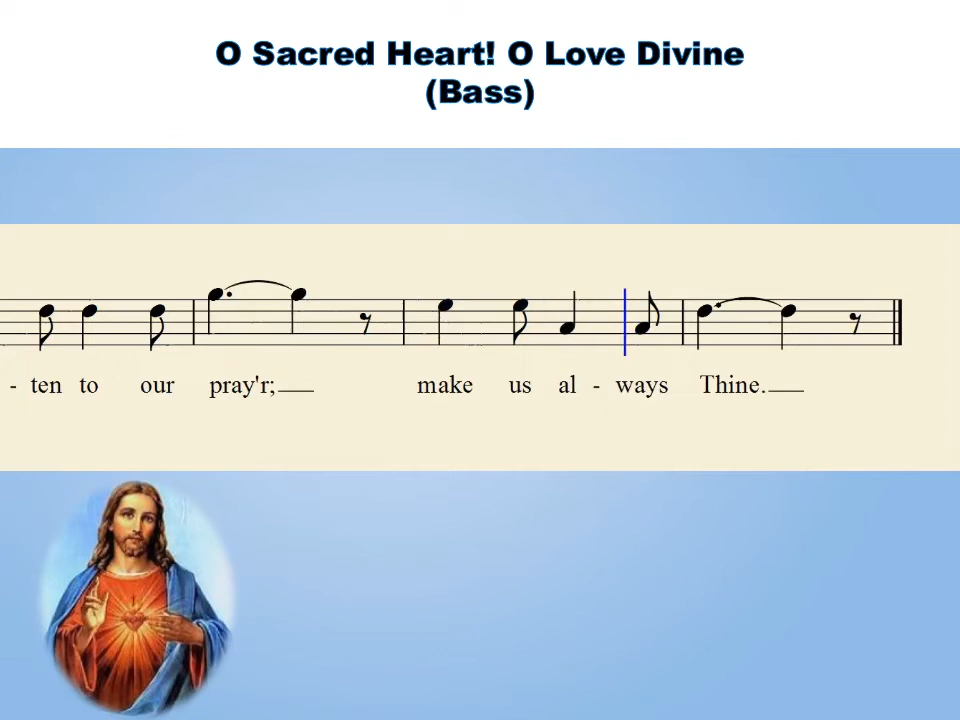 O Sacred Heart! O Love Divine
(Bass)
- ten to our pray'r; make us al - ways Thine.